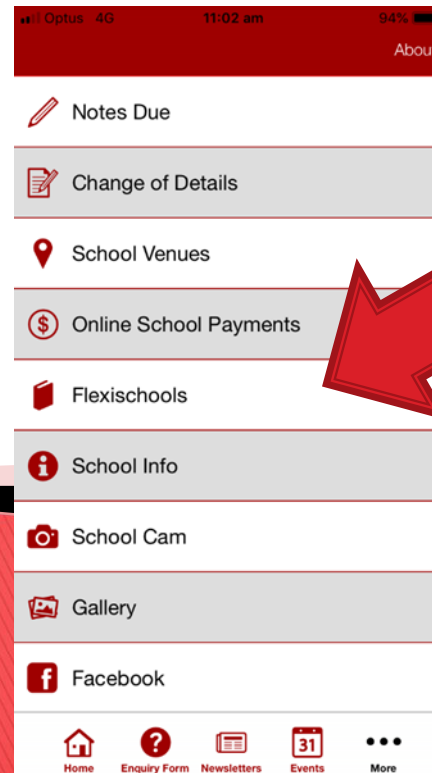 Optus 4G 11:02 am 94%
About
Notes Due
Change of Details
School Venues
$ Online School Payments
Flexischools
i School Info
School Cam
Gallery
f Facebook
? 31
Home Enquiry Form Newsletters Events More